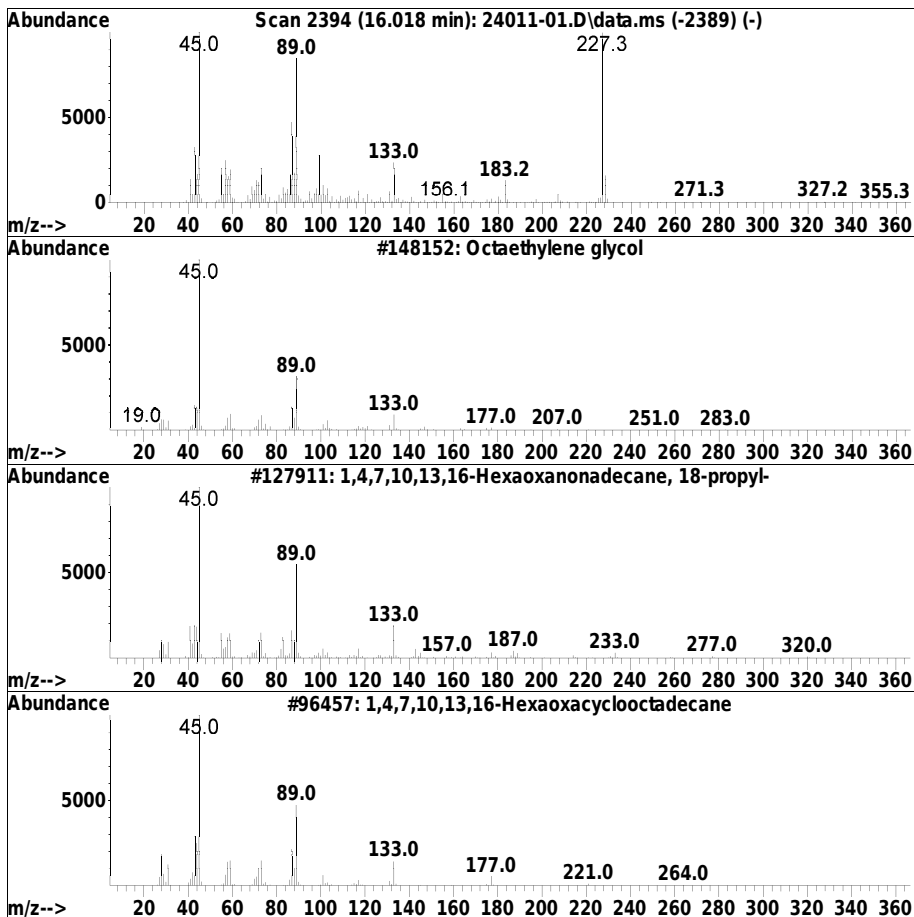 Abundance Scan 2394 (16.018 min): 24011-01.D\data.ms (-2389) (-)
45.0 89.0 227.3
5000
133.0
183.2
156.1
271.3 327.2 355.3
0
20 40 60 80 100 120 140 160 180 200 220 240 260 280 300 320 340 360
m/z-->
Abundance #148152: Octaethylene glycol
45.0
5000
89.0
133.0
19.0 177.0 207.0 251.0 283.0
20 40 60 80 100 120 140 160 180 200 220 240 260 280 300 320 340 360
m/z-->
Abundance #127911: 1,4,7,10,13,16-Hexaoxanonadecane, 18-propyl-
45.0
89.0
5000
133.0
157.0 187.0 233.0 277.0 320.0
m/z--> 20 40 60 80 100 120 140 160 180 200 220 240 260 280 300 320 340 360
Abundance #96457: 1,4,7,10,13,16-Hexaoxacyclooctadecane
45.0
5000 89.0
133.0
177.0 221.0 264.0
m/z--> 20 40 60 80 100 120 140 160 180 200 220 240 260 280 300 320 340 360